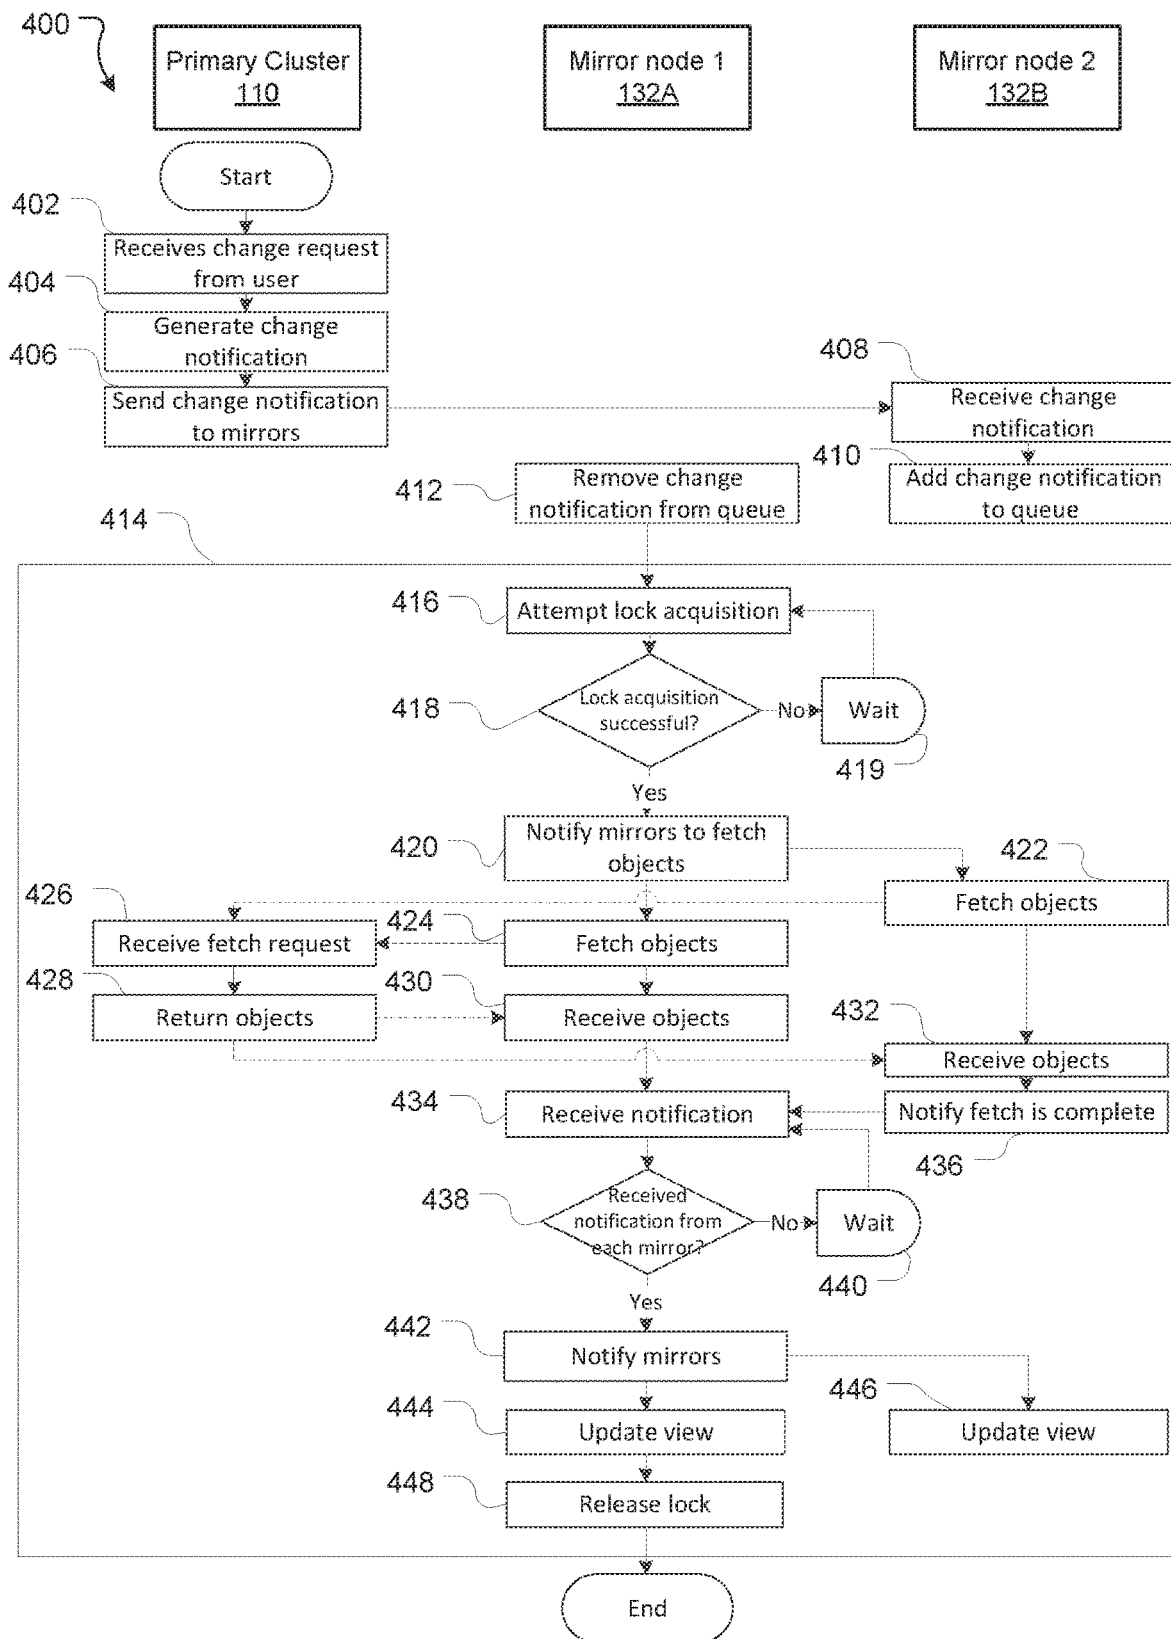 400
Primary Cluster
110
Mirror node 1
132A
Mirror node 2
132B
Start
402
Receives change request
from user
404
Generate change
notification
406
Send change notification
to mirrors
408
Receive change
notification
410
Add change notification
to queue
412
Remove change
notification from queue
414
416
Attempt lock acquisition
418
Lock acquisition
successful?
No
Wait
419
Yes
420
Notify mirrors to fetch
objects
422
Fetch objects
426
Receive fetch request
424
Fetch objects
428
Return objects
430
Receive objects
432
Receive objects
434
Receive notification
Notify fetch is complete
436
438
Received
notification from
each mirror?
No
Wait
440
Yes
442
Notify mirrors
444
Update view
446
Update view
448
Release lock
End